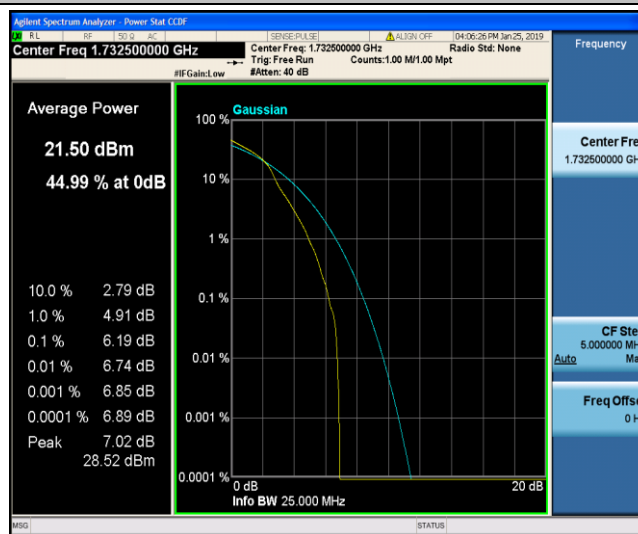 Agilent Spectrum Analyzer - Power Stat CCDF
RL RF 50 Ω AC SENSE:PULSE ALIGN OFF 04:06:26 PM Jan 25, 2019
Center Freq 1.732500000 GHz
Center Freq: 1.732500000 GHz Radio Std: None
Trig: Free Run Counts:1.00 M/1.00 Mpt
#IFGain:Low #Atten: 40 dB
Frequency
Average Power
21.50 dBm
44.99 % at 0dB
10.0 % 2.79 dB
1.0 % 4.91 dB
0.1 % 6.19 dB
0.01 % 6.74 dB
0.001 % 6.85 dB
0.0001 % 6.89 dB
Peak 7.02 dB
28.52 dBm
Gaussian
100 %
10 %
1 %
0.1 %
0.01 %
0.001 %
0.0001 %
0 dB 20 dB
Info BW 25.000 MHz
Center Fre
1.732500000 GH
CF Ste
5.000000 MH
Auto Ma
Freq Offse
0 H
MSG STATUS